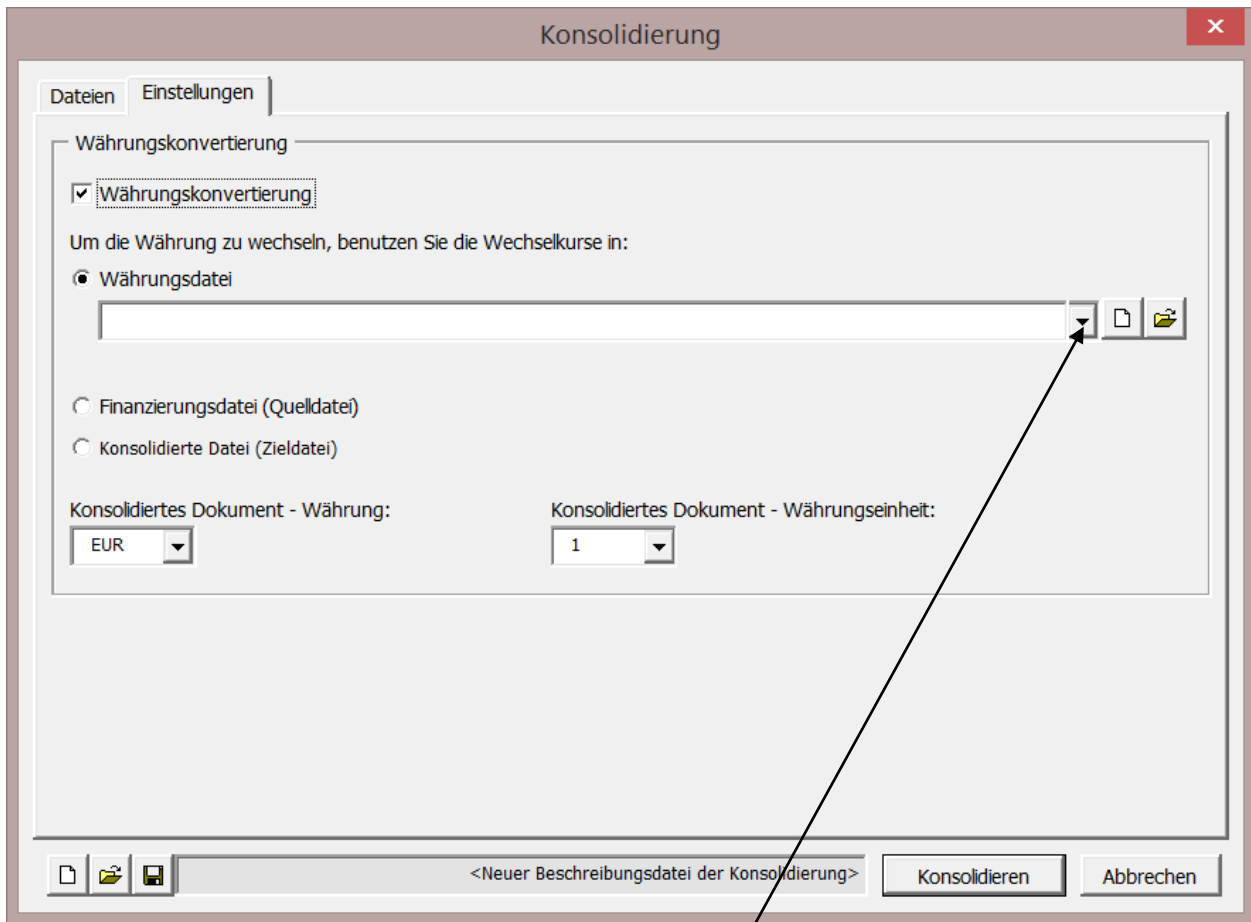 Konsolidierung
Dateien Einstellungen
Währungskonvertierung
Währungskonvertierung
Um die Währung zu wechseln, benutzen Sie die Wechselkurse in:
Währungsdatei
Finanzierungsdatei (Quelldatei)
Konsolidierte Datei (Zieldatei)
Konsolidiertes Dokument - Währung: Konsolidiertes Dokument - Währungseinheit:
EUR 1
<Neuer Beschreibungsdatei der Konsolidierung> Konsolidieren Abbrechen